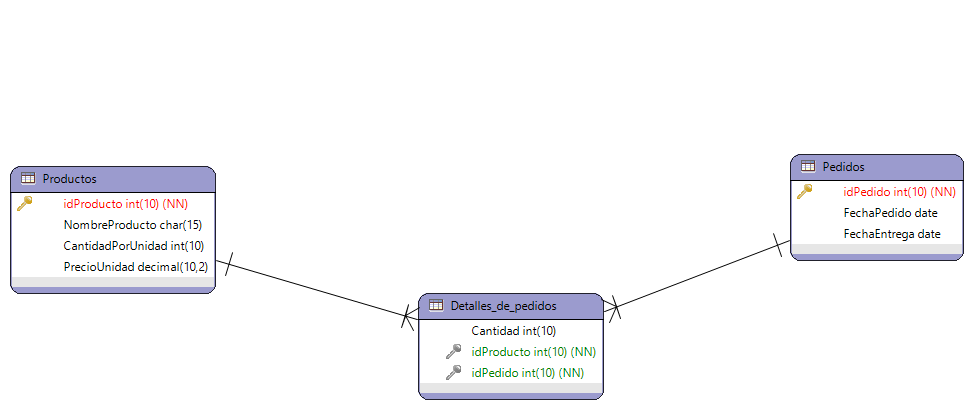 Productos
idProducto int(10) (NN)
NombreProducto char(15)
CantidadPorUnidad int(10)
PrecioUnidad decimal(10,2)
Pedidos
idPedido int(10) (NN)
FechaPedido date
FechaEntrega date
Detalles_de_pedidos
Cantidad int(10)
idProducto int(10) (NN)
idPedido int(10) (NN)